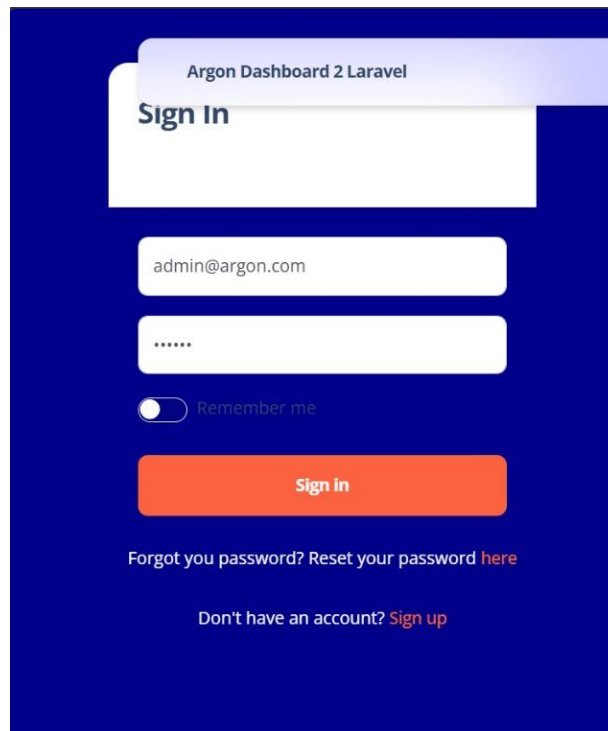 Argon Dashboard 2 Laravel
Sign In
admin@argon.com
••••••
Remember me
Sign in
Forgot you password? Reset your password here
Don't have an account? Sign up